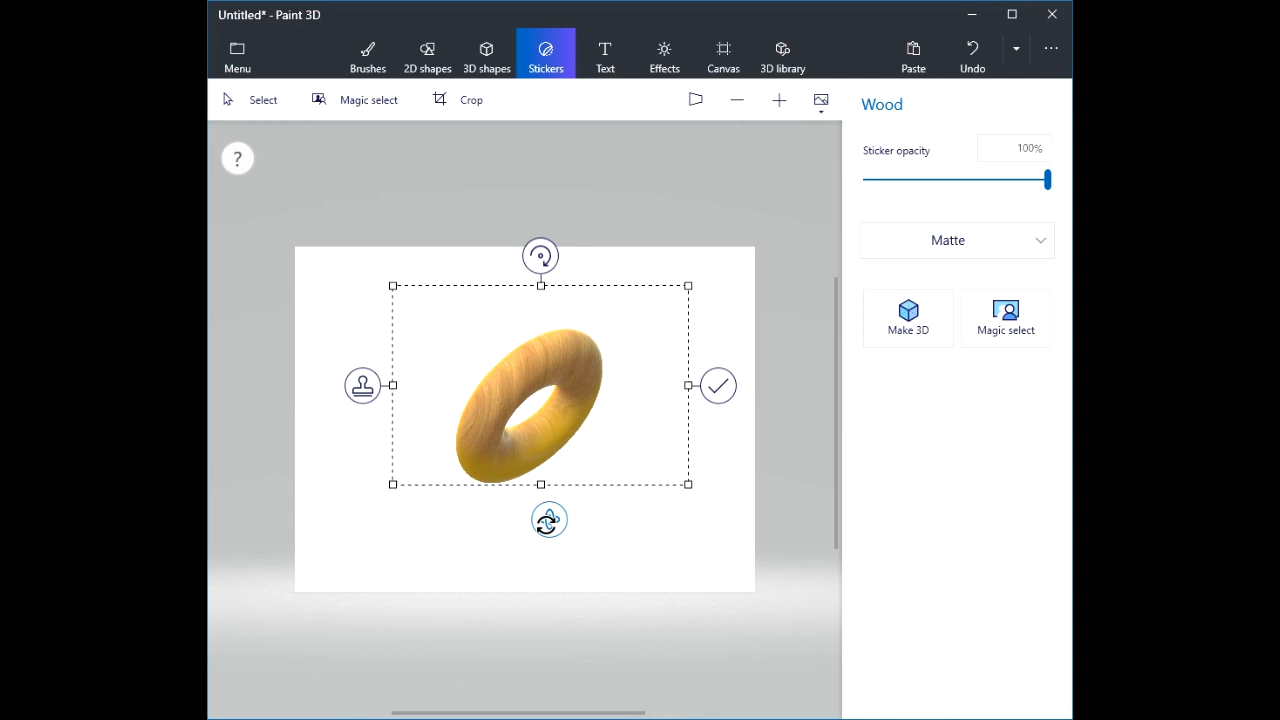 Untitled* - Paint 3D
Menu Brushes 2D shapes 3D shapes Stickers Text Effects Canvas 3D library Paste Undo
Select Magic select Crop
Wood
?
Sticker opacity 100%
Matte
Make 3D Magic select